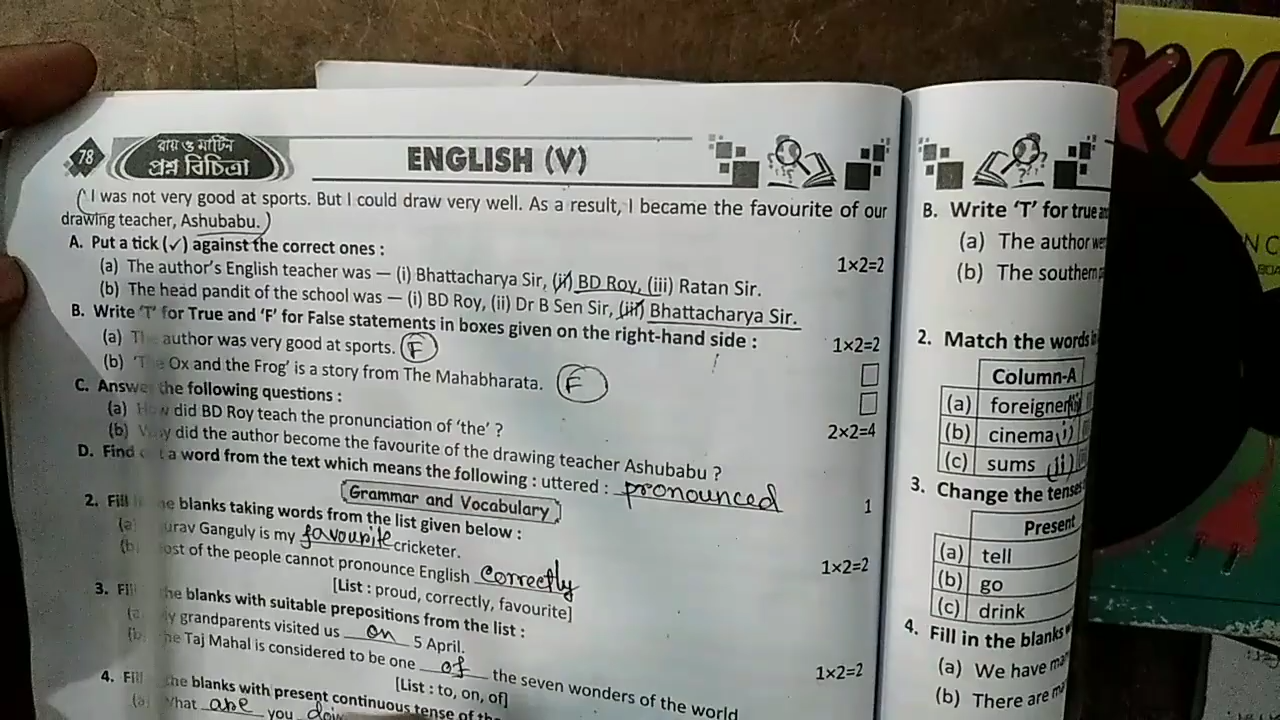 78
রায় ও মার্টিন
প্রশ্ন বিচিত্রা
ENGLISH (V)
I was not very good at sports. But I could draw very well. As a result, I became the favourite of our
drawing teacher, Ashubabu.
A. Put a tick (✓) against the correct ones :
1×2=2
(a) The author's English teacher was — (i) Bhattacharya Sir, (ii) BD Roy, (iii) Ratan Sir.
(b) The head pandit of the school was — (i) BD Roy, (ii) Dr B Sen Sir, (iii) Bhattacharya Sir.
B. Write 'T' for True and 'F' for False statements in boxes given on the right-hand side :
1×2=2
(a) author was very good at sports. F
(b) Ox and the Frog' is a story from The Mahabharata. F
C. Answer the following questions :
2×2=4
(a) How did BD Roy teach the pronunciation of 'the' ?
(b) Why did the author become the favourite of the drawing teacher Ashubabu ?
D. Find a word from the text which means the following : uttered : pronounced
1
Grammar and Vocabulary
2. Fill blanks taking words from the list given below :
1×2=2
(a) Ganguly is my favourite cricketer.
(b) of the people cannot pronounce English correctly
[List : proud, correctly, favourite]
3. Fill blanks with suitable prepositions from the list :
1×2=2
grandparents visited us on 5 April.
Taj Mahal is considered to be one of the seven wonders of the world
[List : to, on, of]
4. Fill blanks with present continuous tense of
(a) What are you
B. Write 'T' for true
(a) The author
(b) The southern
2. Match the words
Column-A
(a) foreigner
(b) cinema (i)
(c) sums (ii)
3. Change the tenses
Present
(a) tell
(b) go
(c) drink
4. Fill in the blanks
(a) We have
(b) There are